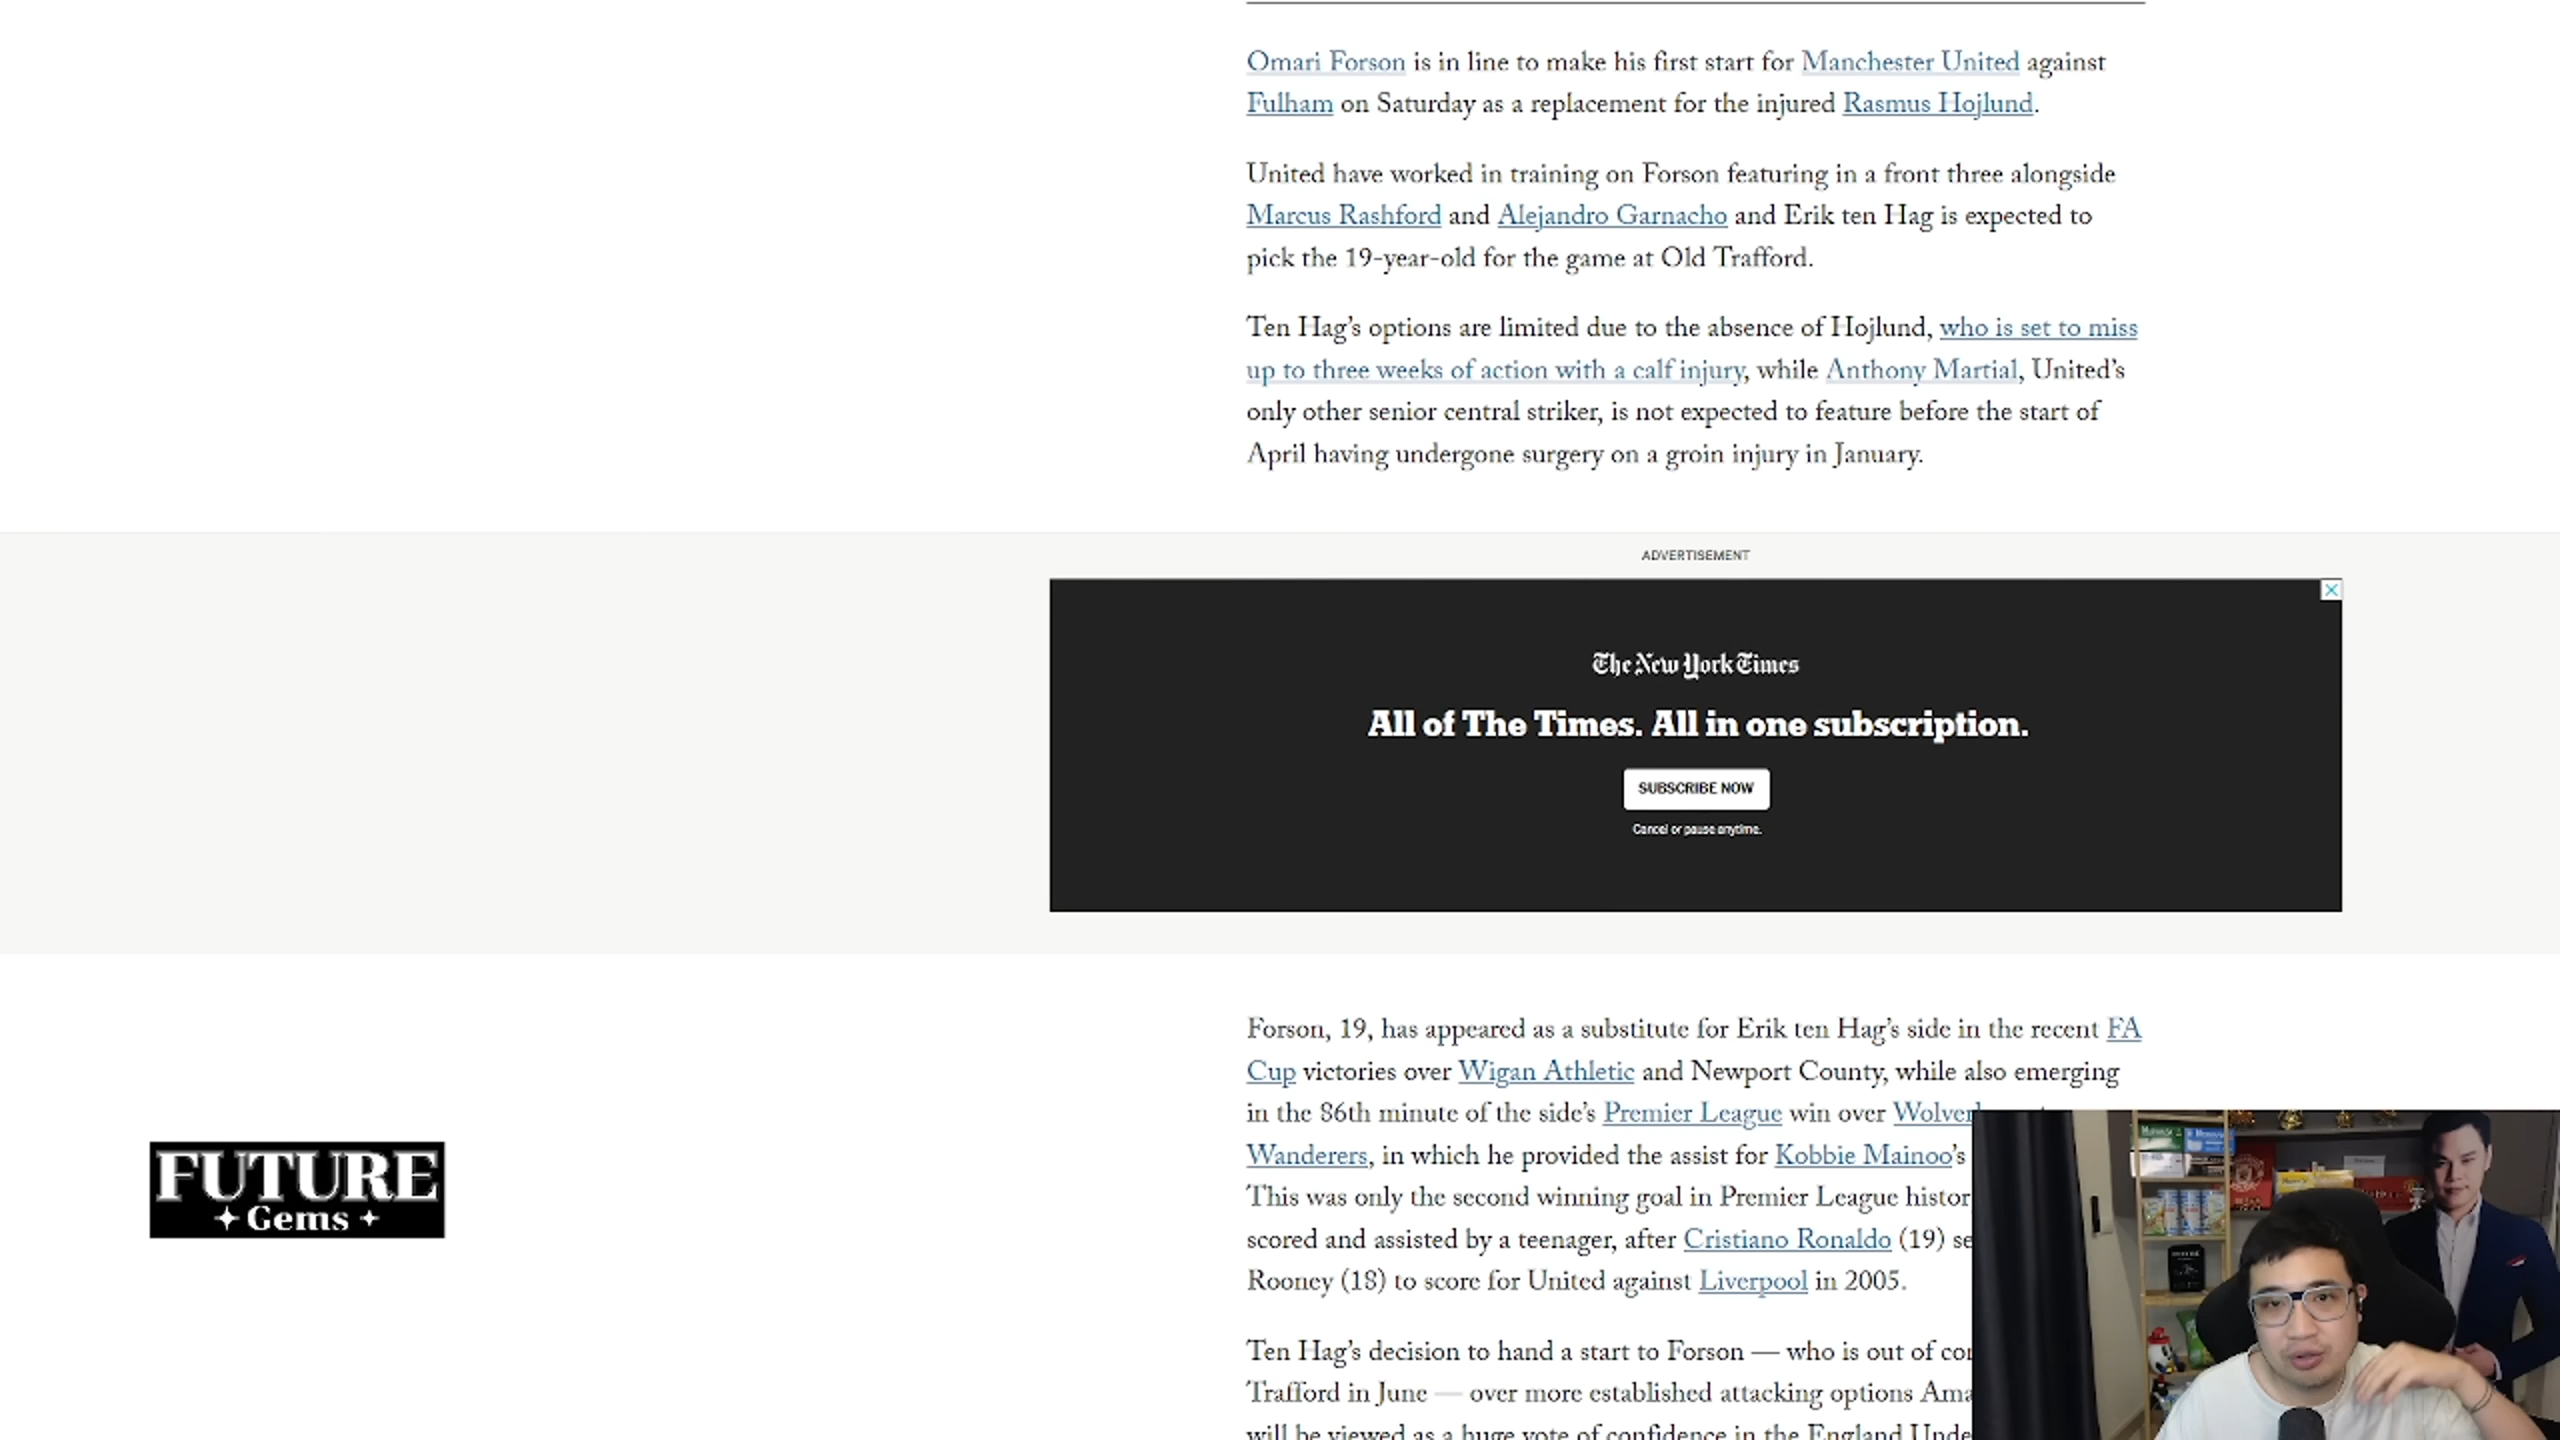 Omari Forson is in line to make his first start for Manchester United against
Fulham on Saturday as a replacement for the injured Rasmus Hojlund.
United have worked in training on Forson featuring in a front three alongside
Marcus Rashford and Alejandro Garnacho and Erik ten Hag is expected to
pick the 19-year-old for the game at Old Trafford.
Ten Hag’s options are limited due to the absence of Hojlund, who is set to miss
up to three weeks of action with a calf injury, while Anthony Martial, United’s
only other senior central striker, is not expected to feature before the start of
April having undergone surgery on a groin injury in January.
ADVERTISEMENT
The New York Times
All of The Times. All in one subscription.
SUBSCRIBE NOW
Cancel or pause anytime.
Forson, 19, has appeared as a substitute for Erik ten Hag’s side in the recent FA
Cup victories over Wigan Athletic and Newport County, while also emerging
in the 86th minute of the side’s Premier League win over
Wanderers, in which he provided the assist for Kobbie Mainoo’s
This was only the second winning goal in Premier League
scored and assisted by a teenager, after Cristiano Ronaldo (19)
Rooney (18) to score for United against Liverpool in 2005.
Ten Hag’s decision to hand a start to Forson — who is out of
Trafford in June — over more established attacking options
will be viewed as a huge vote of confidence in the England
FUTURE
Gems